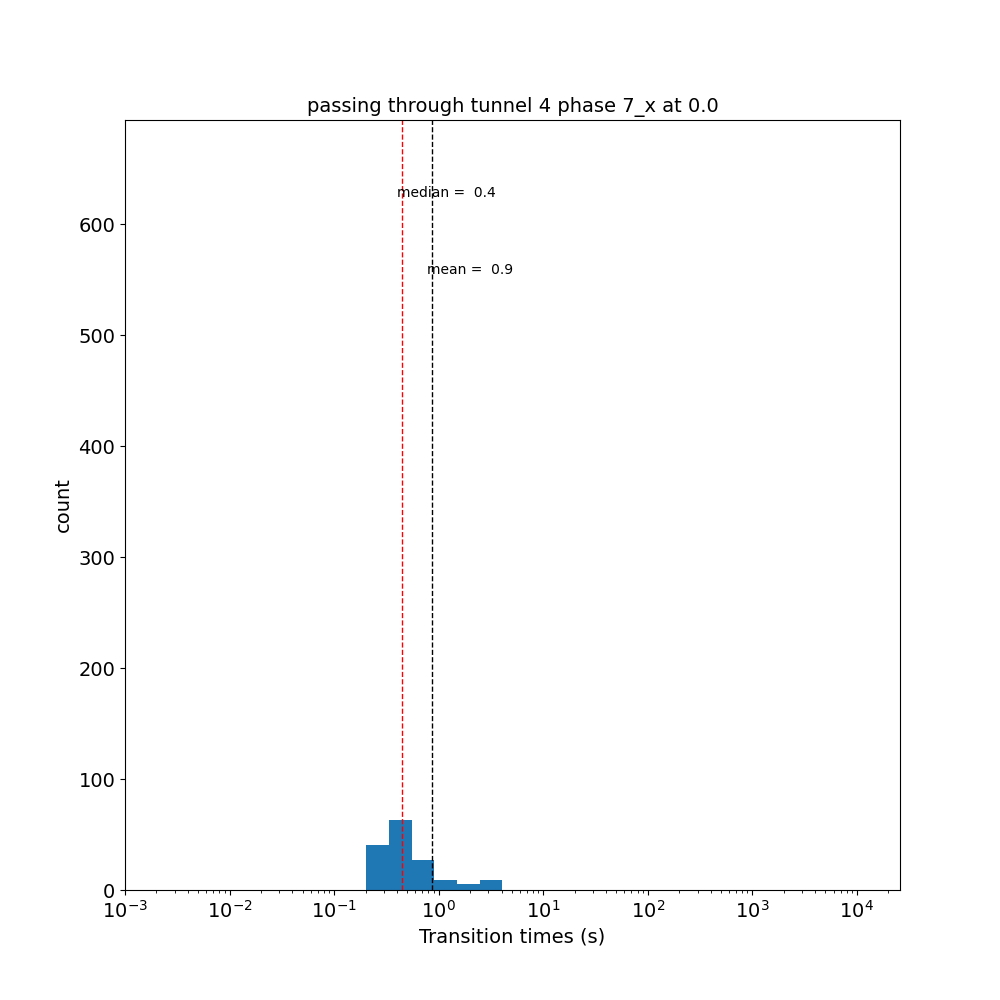 passing through tunnel 4 phase 7_x at 0.0
median =  0.4
mean =  0.9
600
500
400
300
200
100
0
count
10⁻³ 10⁻² 10⁻¹ 10⁰ 10¹ 10² 10³ 10⁴
Transition times (s)